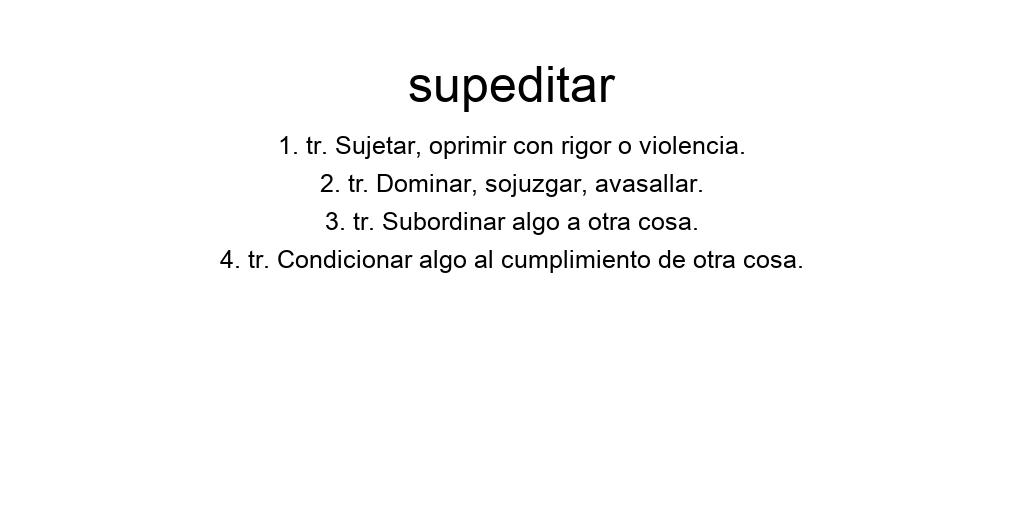 supeditar
1. tr. Sujetar, oprimir con rigor o violencia.
2. tr. Dominar, sojuzgar, avasallar.
3. tr. Subordinar algo a otra cosa.
4. tr. Condicionar algo al cumplimiento de otra cosa.